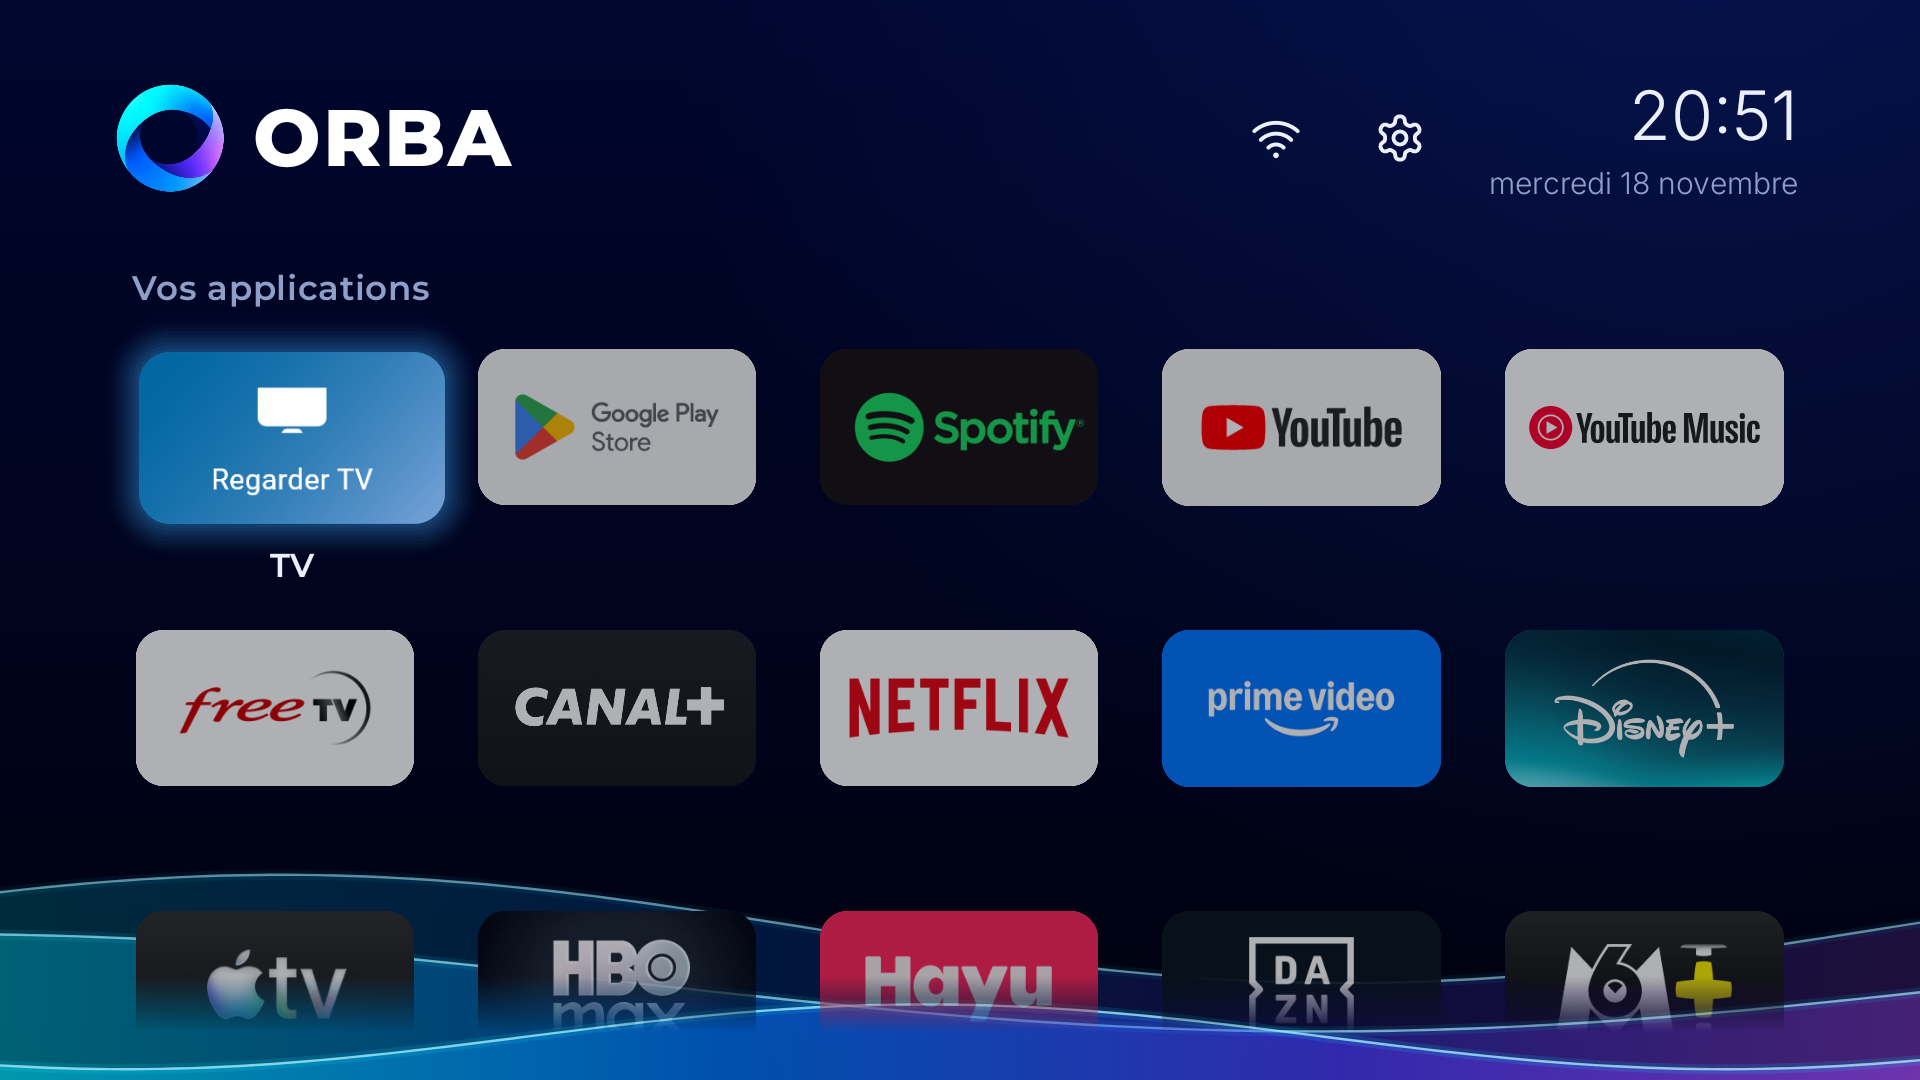 ORBA
20:51
mercredi 18 novembre
Vos applications
Regarder TV
Google Play
Store
Spotify®
YouTube
YouTube Music
TV
free TV
CANAL+
NETFLIX
prime video
Disney+
tv
HBO
max
Hayu
DA
ZN
M6+